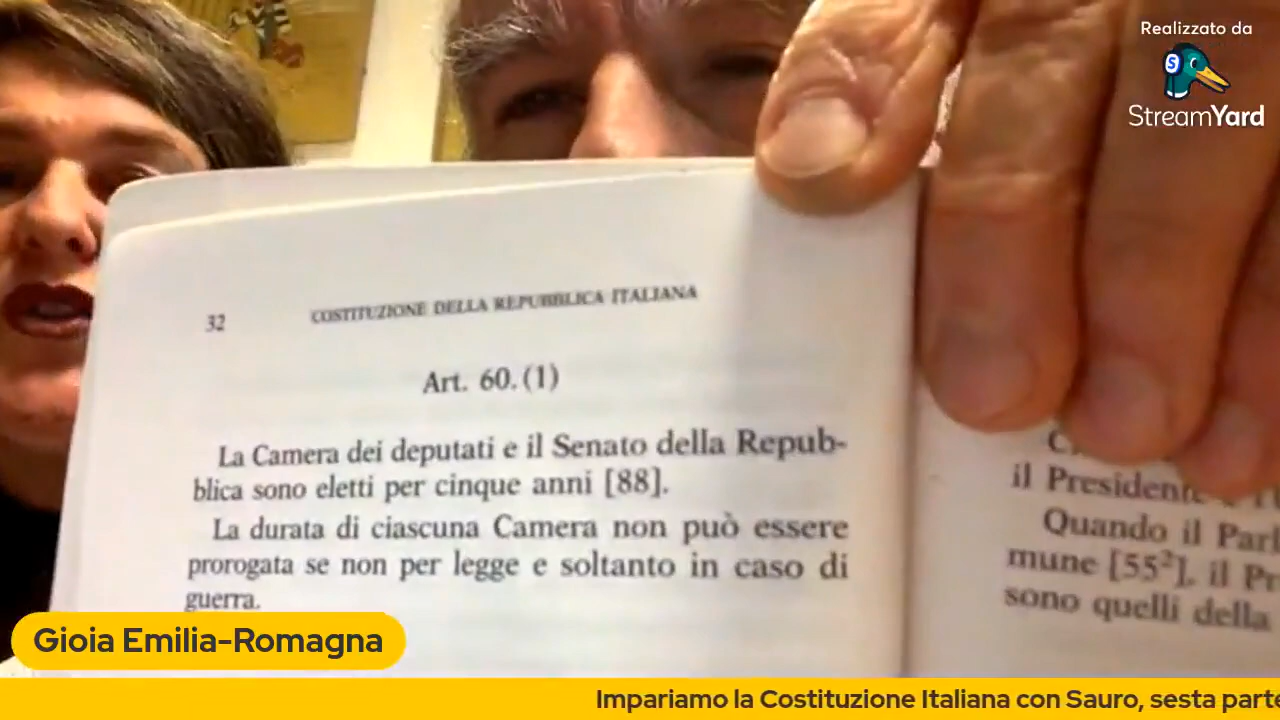 Realizzato da
StreamYard
32 COSTITUZIONE DELLA REPUBBLICA ITALIANA
Art. 60. (1)
La Camera dei deputati e il Senato della Repub-
blica sono eletti per cinque anni [88].
La durata di ciascuna Camera non può essere
prorogata se non per legge e soltanto in caso di
guerra.
il
Quando il
mune [55²], il
sono quelli della
Gioia Emilia-Romagna
Impariamo la Costituzione Italiana con Sauro, sesta parte